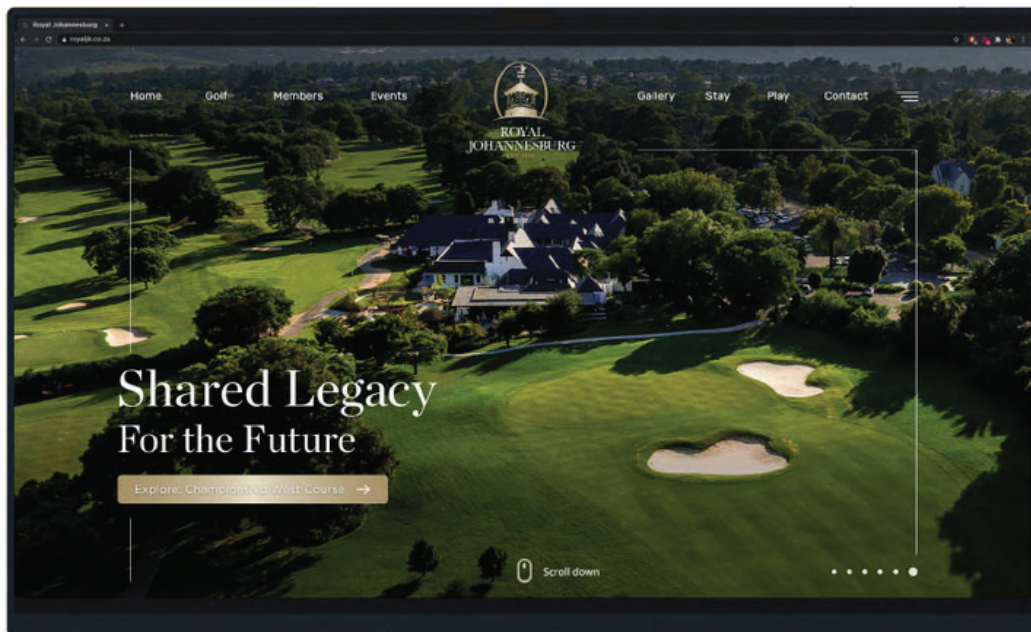 Royal Johannesburg
royaljk.co.za
Home
Golf
Members
Events
ROYAL
JOHANNESBURG
Gallery
Stay
Play
Contact
Shared Legacy
For the Future
Explore: Championship West Course
Scroll down